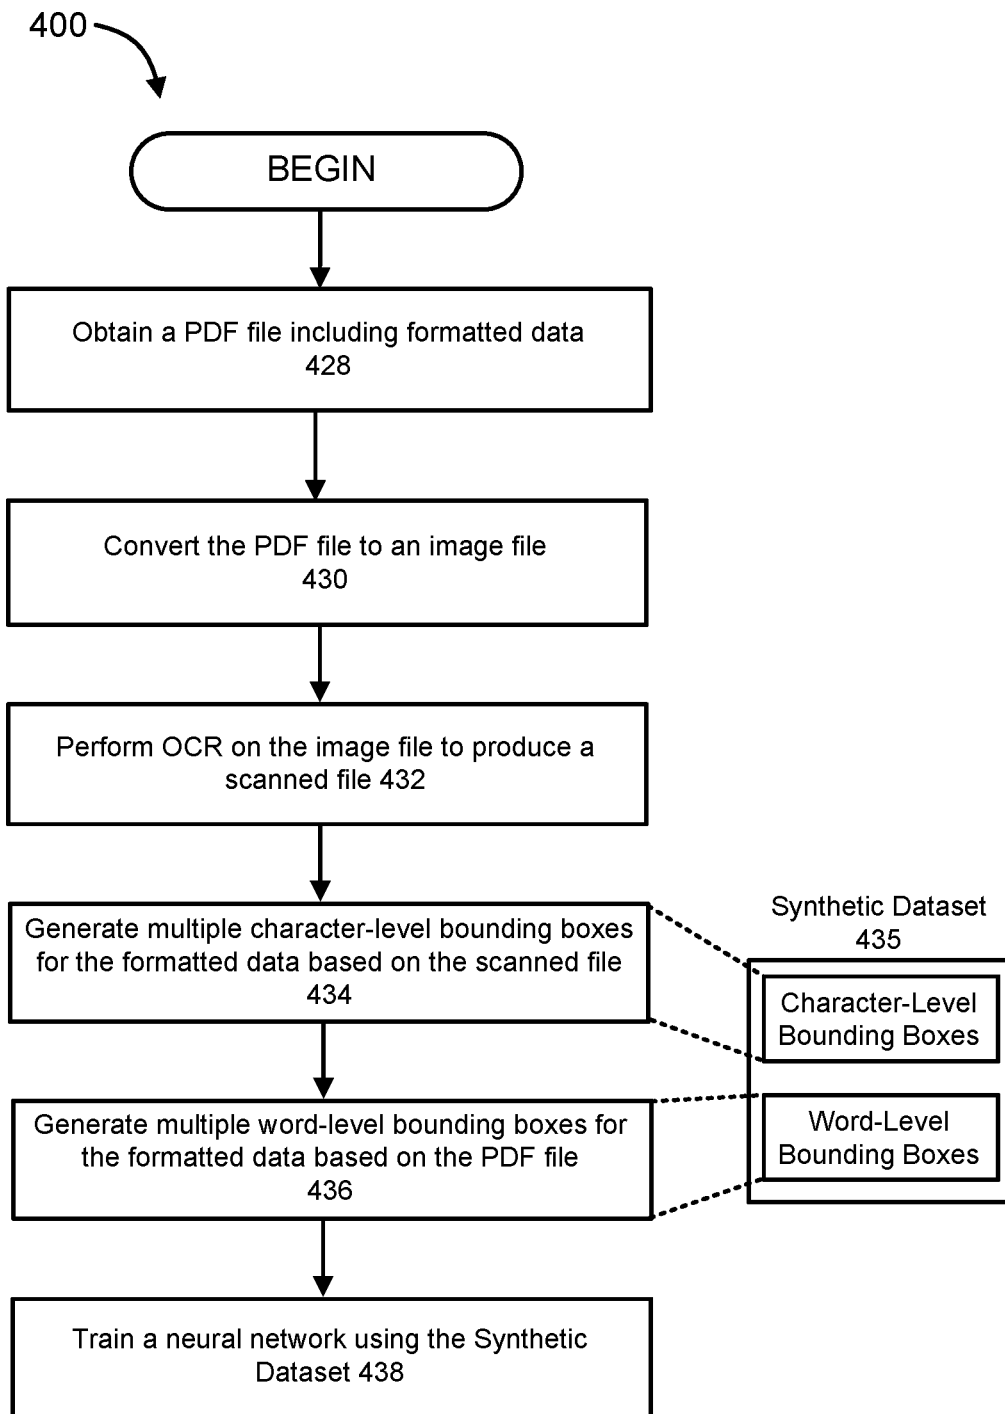 400
BEGIN
Obtain a PDF file including formatted data
428
Convert the PDF file to an image file
430
Perform OCR on the image file to produce a
scanned file 432
Generate multiple character-level bounding boxes
for the formatted data based on the scanned file
434
Synthetic Dataset
435
Character-Level
Bounding Boxes
Generate multiple word-level bounding boxes for
the formatted data based on the PDF file
436
Word-Level
Bounding Boxes
Train a neural network using the Synthetic
Dataset 438